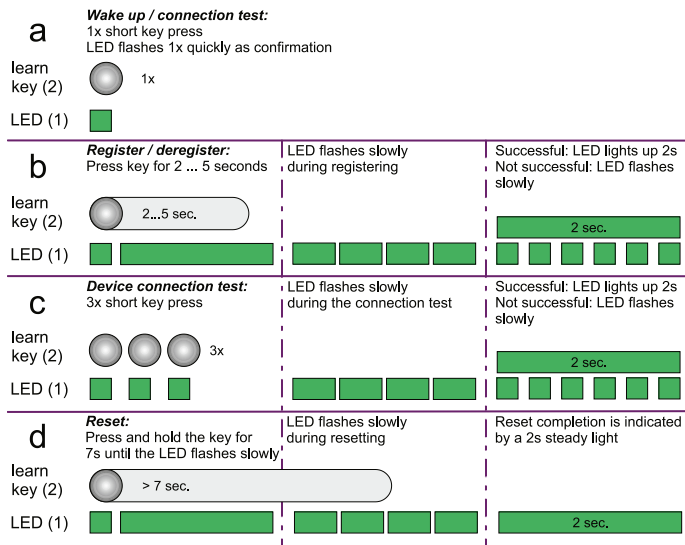 a
Wake up / connection test:
1x short key press
LED flashes 1x quickly as confirmation
learn
key (2)
1x
LED (1)
b
Register / deregister:
Press key for 2 ... 5 seconds
LED flashes slowly
during registering
Successful: LED lights up 2s
Not successful: LED flashes
slowly
learn
key (2)
2...5 sec.
2 sec.
LED (1)
c
Device connection test:
3x short key press
LED flashes slowly
during the connection test
Successful: LED lights up 2s
Not successful: LED flashes
slowly
learn
key (2)
3x
2 sec.
LED (1)
d
Reset:
Press and hold the key for
7s until the LED flashes slowly
LED flashes slowly
during resetting
Reset completion is indicated
by a 2s steady light
learn
key (2)
> 7 sec.
LED (1)
2 sec.